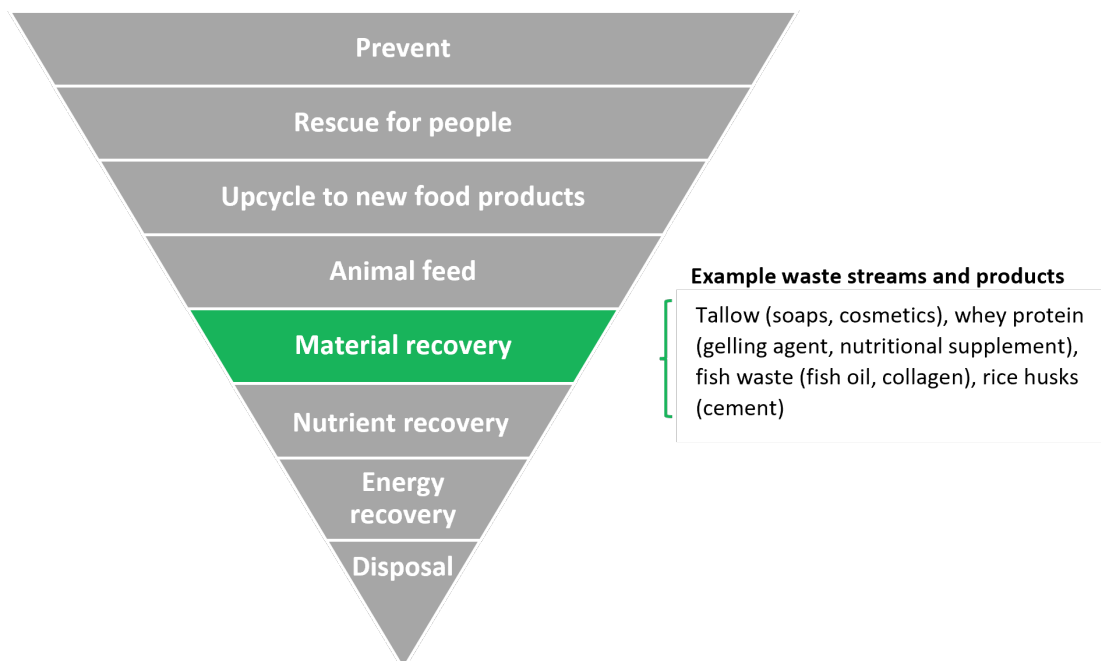 Prevent
Rescue for people
Upcycle to new food products
Animal feed
Example waste streams and products
Tallow (soaps, cosmetics), whey protein
(gelling agent, nutritional supplement),
fish waste (fish oil, collagen), rice husks
(cement)
Material recovery
Nutrient recovery
Energy
recovery
Disposal